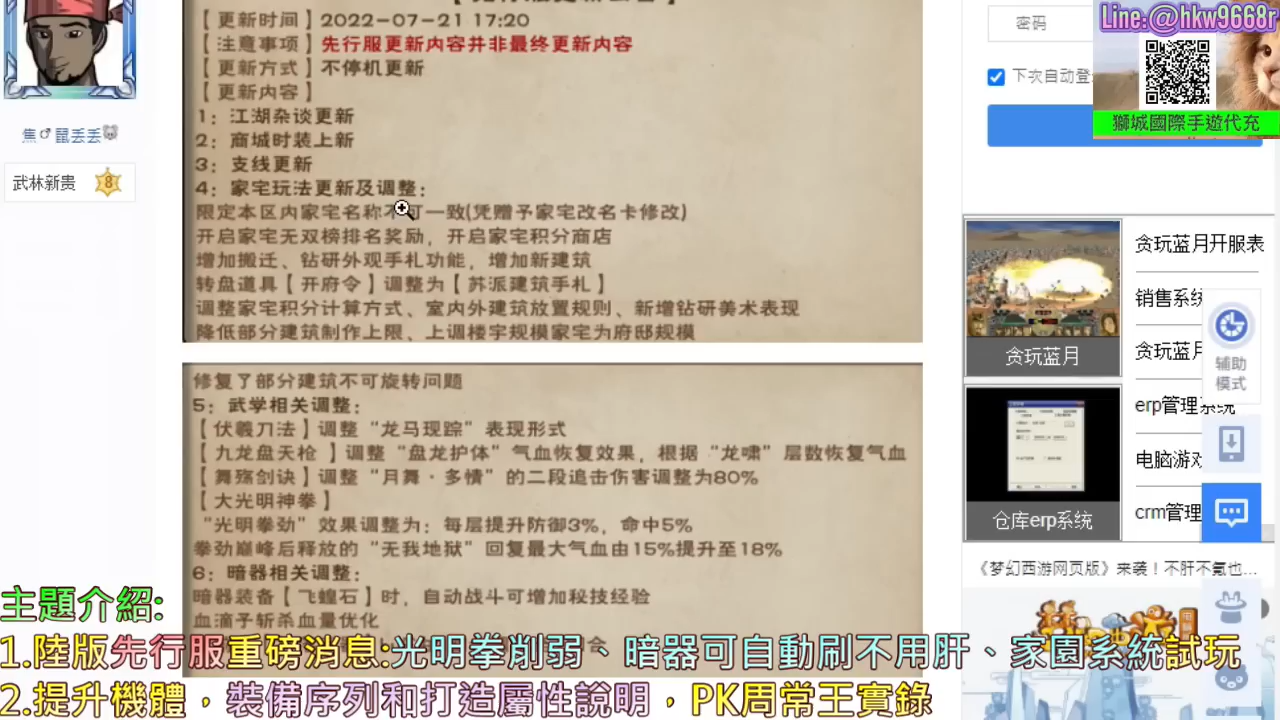 【更新时间】2022-07-21 17:20
【注意事项】先行服更新内容并非最终更新内容
【更新方式】不停机更新
【更新内容】
1：江湖杂谈更新
2：商城时装上新
3：支线更新
4：家宅玩法更新及调整：
限定本区内家宅名称不可一致(凭赠予家宅改名卡修改)
开启家宅无双榜排名奖励，开启家宅积分商店
增加搬迁、钻研外观手札功能，增加新建筑
转盘道具【开府令】调整为【苏派建筑手札】
调整家宅积分计算方式、室内外建筑放置规则、新增钻研美术表现
降低部分建筑制作上限、上调楼宇规模家宅为府邸规模
修复了部分建筑不可旋转问题
5：武学相关调整：
【伏羲刀法】调整“龙马现踪”表现形式
【九龙盘天枪】调整“盘龙护体”气血恢复效果，根据“龙啸”层数恢复气血
【舞殇剑诀】调整“月舞·多情”的二段追击伤害调整为80%
【大光明神拳】
“光明拳劲”效果调整为：每层提升防御3%，命中5%
拳劲巅峰后释放的“无我地狱”回复最大气血由15%提升至18%
6：暗器相关调整：
暗器装备【飞蝗石】时，自动战斗可增加秘技经验
血滴子斩杀血量优化
焦♂鼠丢丢
武林新贵 8
密码
下次自动登
Line:@hkw9668r
獅城國際手遊代充
贪玩蓝月
仓库erp系统
贪玩蓝月开服表
销售系统
贪玩蓝月
erp管理系统
电脑游戏
crm管理
辅助
模式
《梦幻西游网页版》来袭！不肝不氪也...
主題介紹:
1.陸版先行服重磅消息:光明拳削弱、暗器可自動刷不用肝、家園系統試玩
2.提升機體，裝備序列和打造屬性說明，PK周常王實錄